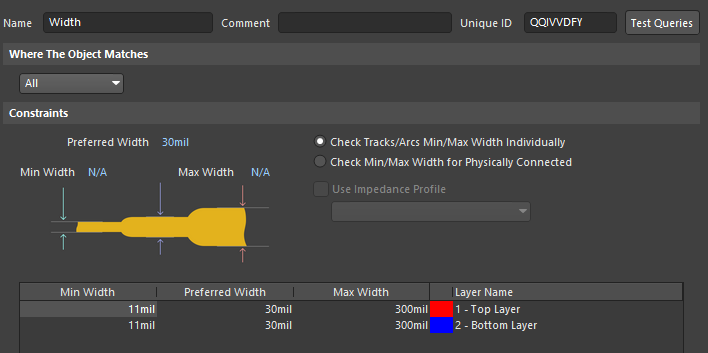 Name Width Comment Unique ID QQIVVDFY Test Queries
Where The Object Matches
All
Constraints
Preferred Width 30mil
Check Tracks/Arcs Min/Max Width Individually
Check Min/Max Width for Physically Connected
Min Width N/A Max Width N/A
Use Impedance Profile
Min Width Preferred Width Max Width Layer Name
11mil 30mil 300mil 1 - Top Layer
11mil 30mil 300mil 2 - Bottom Layer